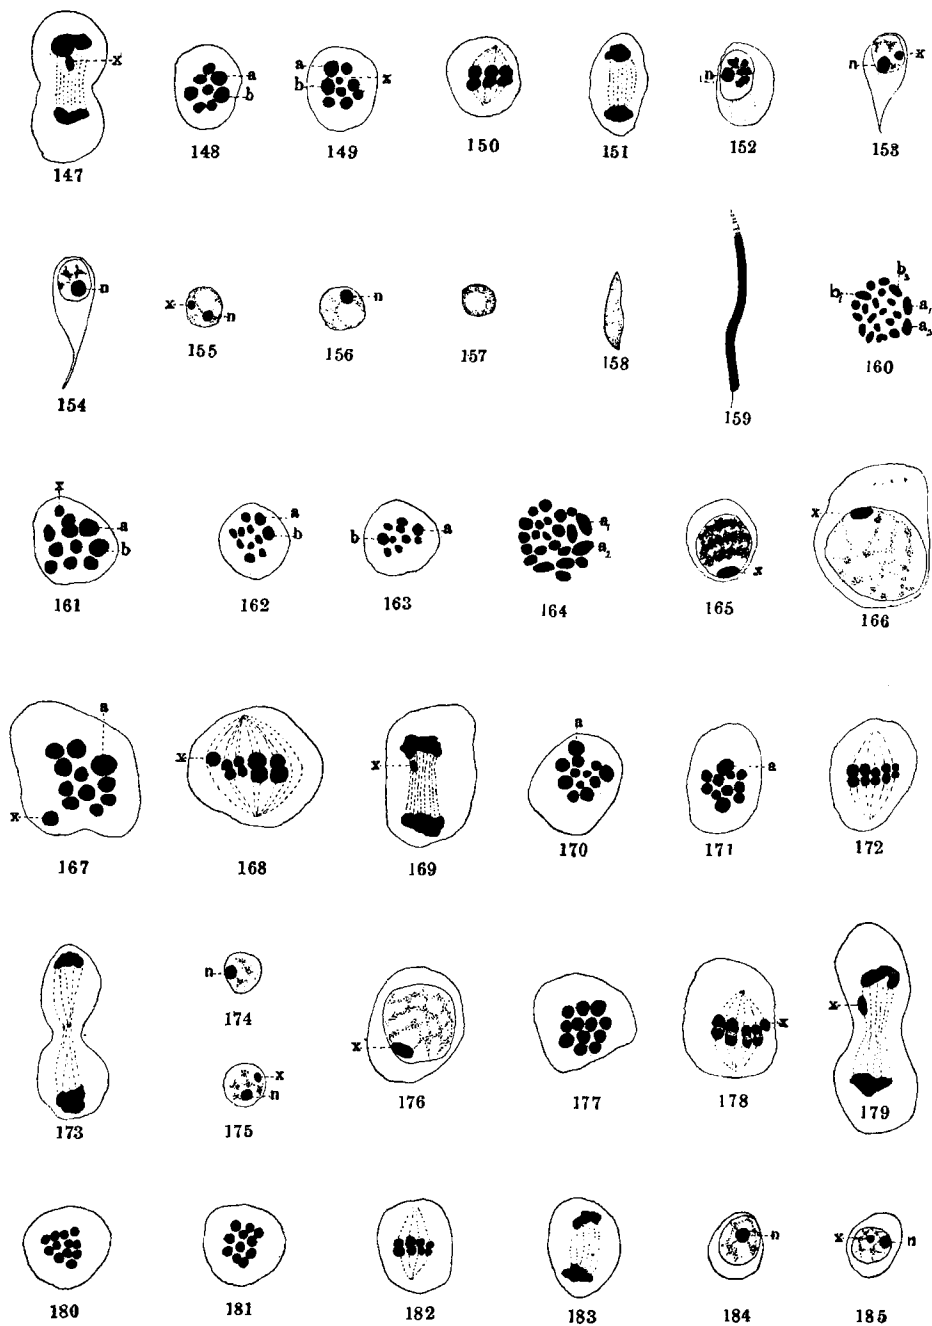 x
a
b
a
b
x
n
n
x
147
148
149
150
151
152
153
n
x
n
n
b₁
b₂
a₁
a₂
154
155
156
157
158
159
160
x
a
b
a
b
b
a
a₁
a₂
x
x
161
162
163
164
165
166
a
x
x
x
a
a
167
168
169
170
171
172
n
x
n
x
x
x
173
174
175
176
177
178
179
n
x
n
180
181
182
183
184
185